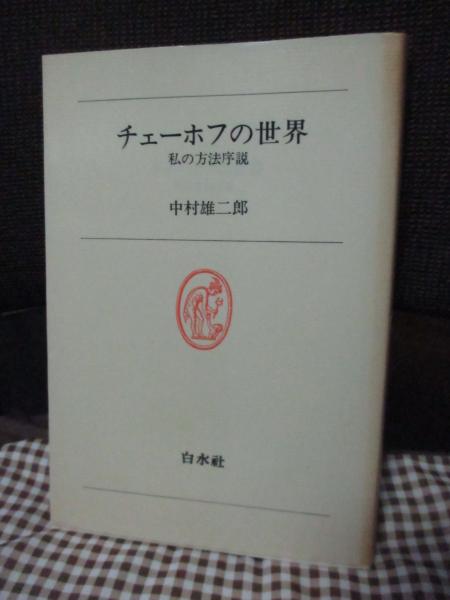 チェーホフの世界
私の方法序説
中村雄二郎
白水社